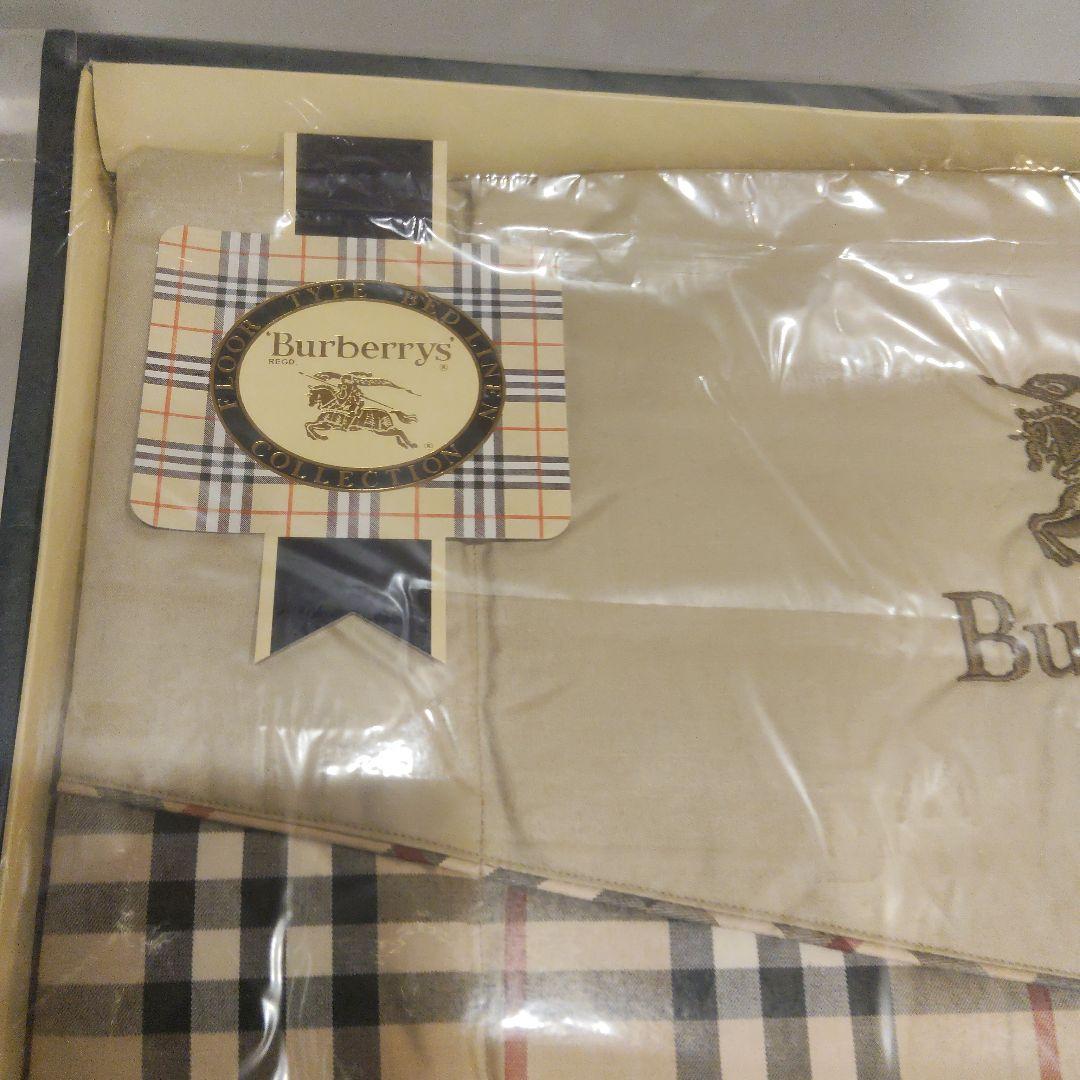 FLOOR TYPE BED LINEN
'Burberrys'
REGD. ®
®
COLLECTION
Bu